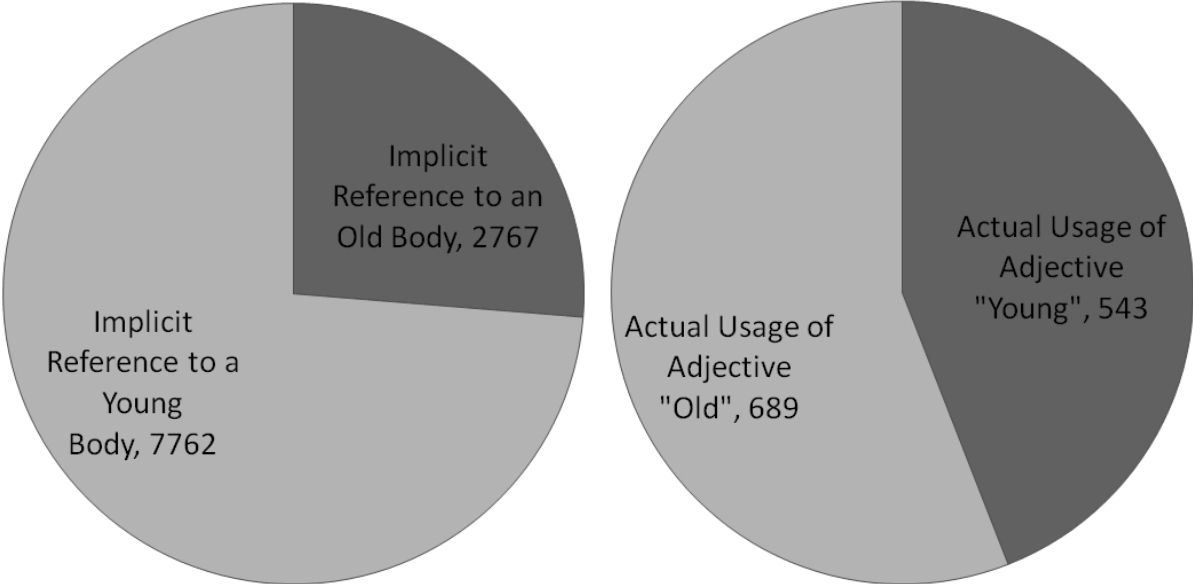 Implicit
Reference to an
Old Body, 2767
Implicit
Reference to a
Young
Body, 7762
Actual Usage of
Adjective
"Young", 543
Actual Usage of
Adjective
"Old", 689